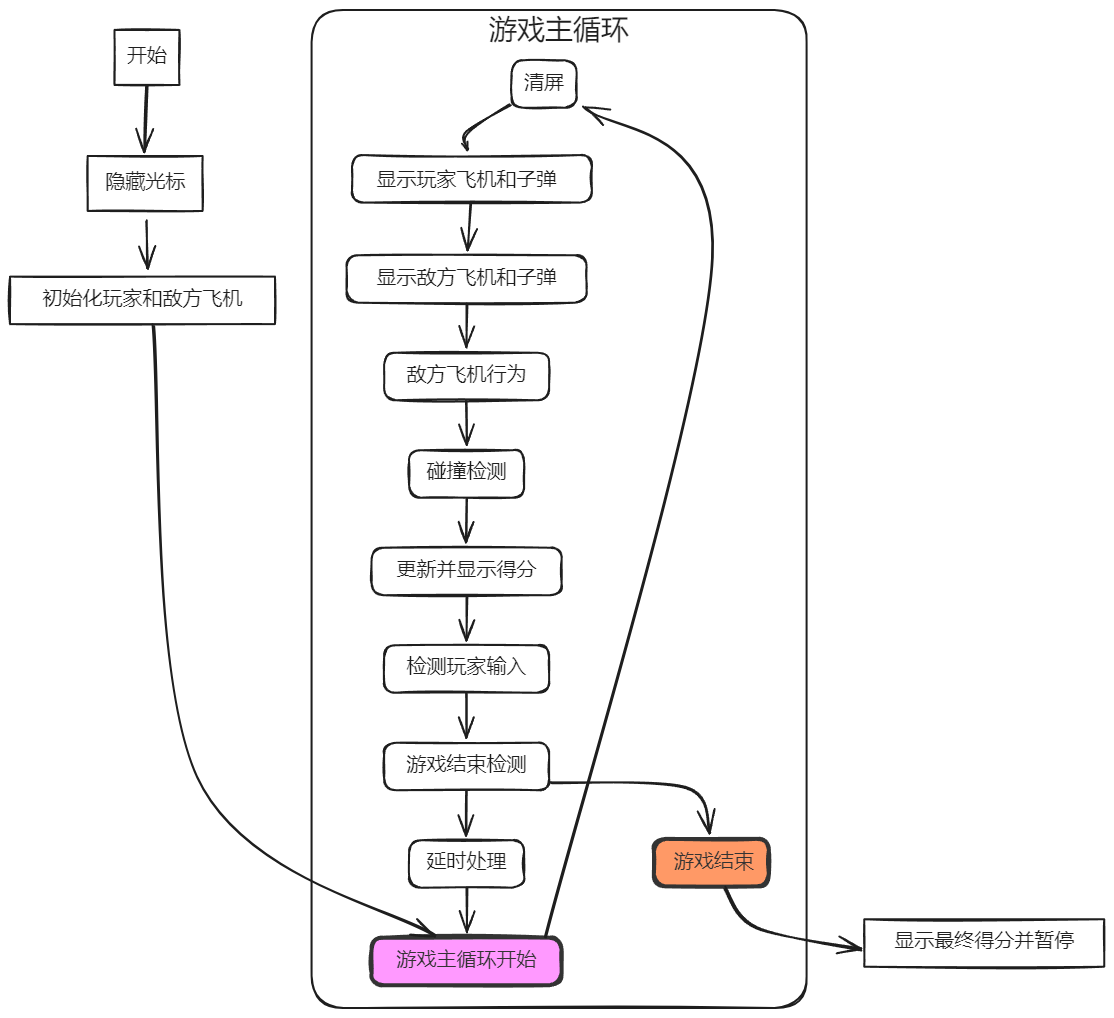 开始
隐藏光标
初始化玩家和敌方飞机
游戏主循环
清屏
显示玩家飞机和子弹
显示敌方飞机和子弹
敌方飞机行为
碰撞检测
更新并显示得分
检测玩家输入
游戏结束检测
延时处理
游戏主循环开始
游戏结束
显示最终得分并暂停